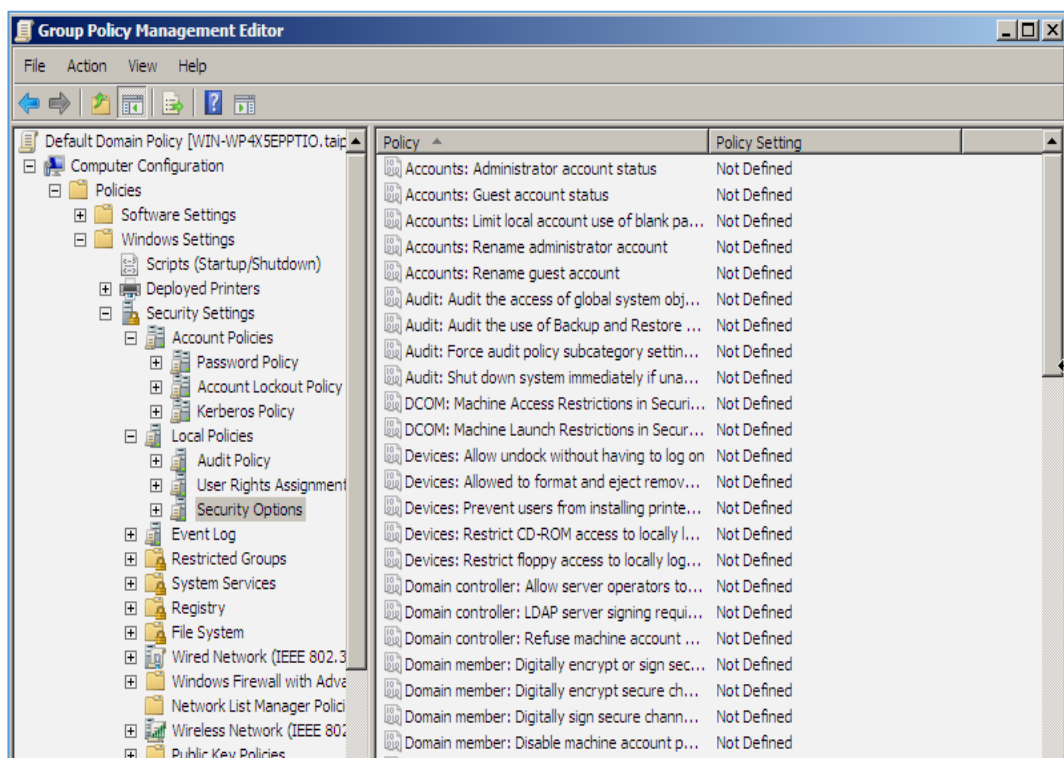 Group Policy Management Editor
File Action View Help
Default Domain Policy [WIN-WP4X5EPPTIO.taip
Computer Configuration
Policies
Software Settings
Windows Settings
Scripts (Startup/Shutdown)
Deployed Printers
Security Settings
Account Policies
Password Policy
Account Lockout Policy
Kerberos Policy
Local Policies
Audit Policy
User Rights Assignment
Security Options
Event Log
Restricted Groups
System Services
Registry
File System
Wired Network (IEEE 802.3
Windows Firewall with Adva
Network List Manager Polici
Wireless Network (IEEE 802
Public Key Policies
Policy Policy Setting
Accounts: Administrator account status Not Defined
Accounts: Guest account status Not Defined
Accounts: Limit local account use of blank pa... Not Defined
Accounts: Rename administrator account Not Defined
Accounts: Rename guest account Not Defined
Audit: Audit the access of global system obj... Not Defined
Audit: Audit the use of Backup and Restore ... Not Defined
Audit: Force audit policy subcategory settin... Not Defined
Audit: Shut down system immediately if una... Not Defined
DCOM: Machine Access Restrictions in Securi... Not Defined
DCOM: Machine Launch Restrictions in Secur... Not Defined
Devices: Allow undock without having to log on Not Defined
Devices: Allowed to format and eject remov... Not Defined
Devices: Prevent users from installing printe... Not Defined
Devices: Restrict CD-ROM access to locally l... Not Defined
Devices: Restrict floppy access to locally log... Not Defined
Domain controller: Allow server operators to... Not Defined
Domain controller: LDAP server signing requi... Not Defined
Domain controller: Refuse machine account ... Not Defined
Domain member: Digitally encrypt or sign sec... Not Defined
Domain member: Digitally encrypt secure ch... Not Defined
Domain member: Digitally sign secure chann... Not Defined
Domain member: Disable machine account p... Not Defined